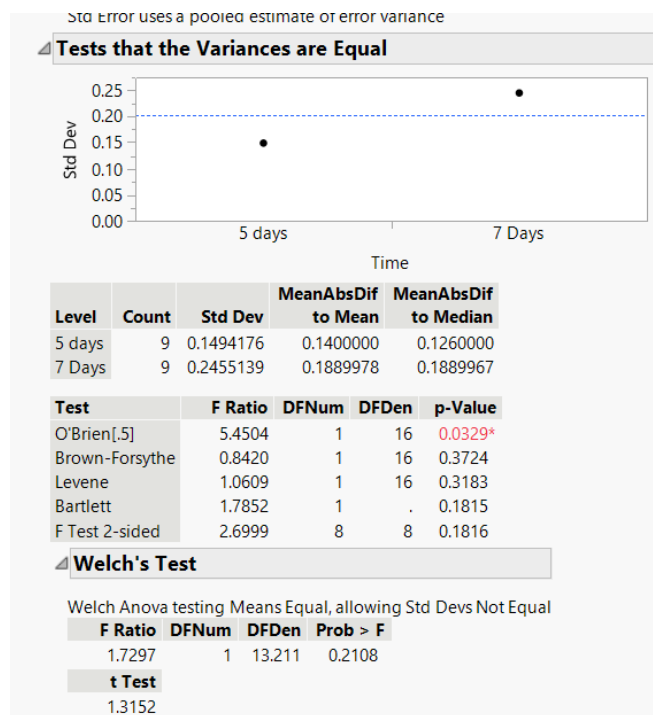 Std Error uses a pooled estimate of error variance
Tests that the Variances are Equal
0.25
0.20
0.15
0.10
0.05
0.00
Std Dev
5 days 7 Days
Time
MeanAbsDif MeanAbsDif
Level Count Std Dev to Mean to Median
5 days 9 0.1494176 0.1400000 0.1260000
7 Days 9 0.2455139 0.1889978 0.1889967
Test F Ratio DFNum DFDen p-Value
O'Brien[.5] 5.4504 1 16 0.0329*
Brown-Forsythe 0.8420 1 16 0.3724
Levene 1.0609 1 16 0.3183
Bartlett 1.7852 1 . 0.1815
F Test 2-sided 2.6999 8 8 0.1816
Welch's Test
Welch Anova testing Means Equal, allowing Std Devs Not Equal
F Ratio DFNum DFDen Prob > F
1.7297 1 13.211 0.2108
t Test
1.3152